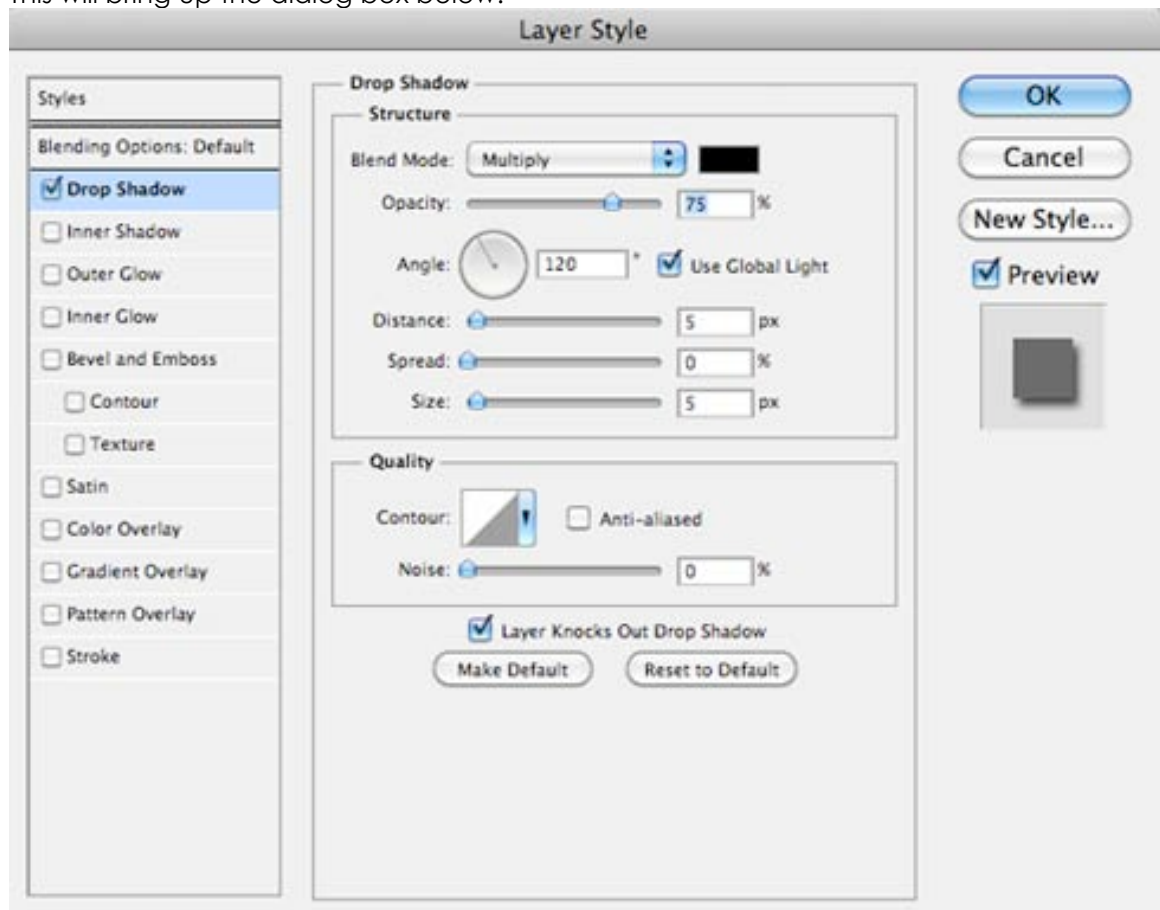 This will bring up the dialog box below:
Layer Style
Styles
Blending Options: Default
Drop Shadow
Inner Shadow
Outer Glow
Inner Glow
Bevel and Emboss
Contour
Texture
Satin
Color Overlay
Gradient Overlay
Pattern Overlay
Stroke
Drop Shadow
Structure
Blend Mode: Multiply
Opacity: 75 %
Angle: 120 ° Use Global Light
Distance: 5 px
Spread: 0 %
Size: 5 px
Quality
Contour: Anti-aliased
Noise: 0 %
Layer Knocks Out Drop Shadow
Make Default Reset to Default
OK
Cancel
New Style...
Preview